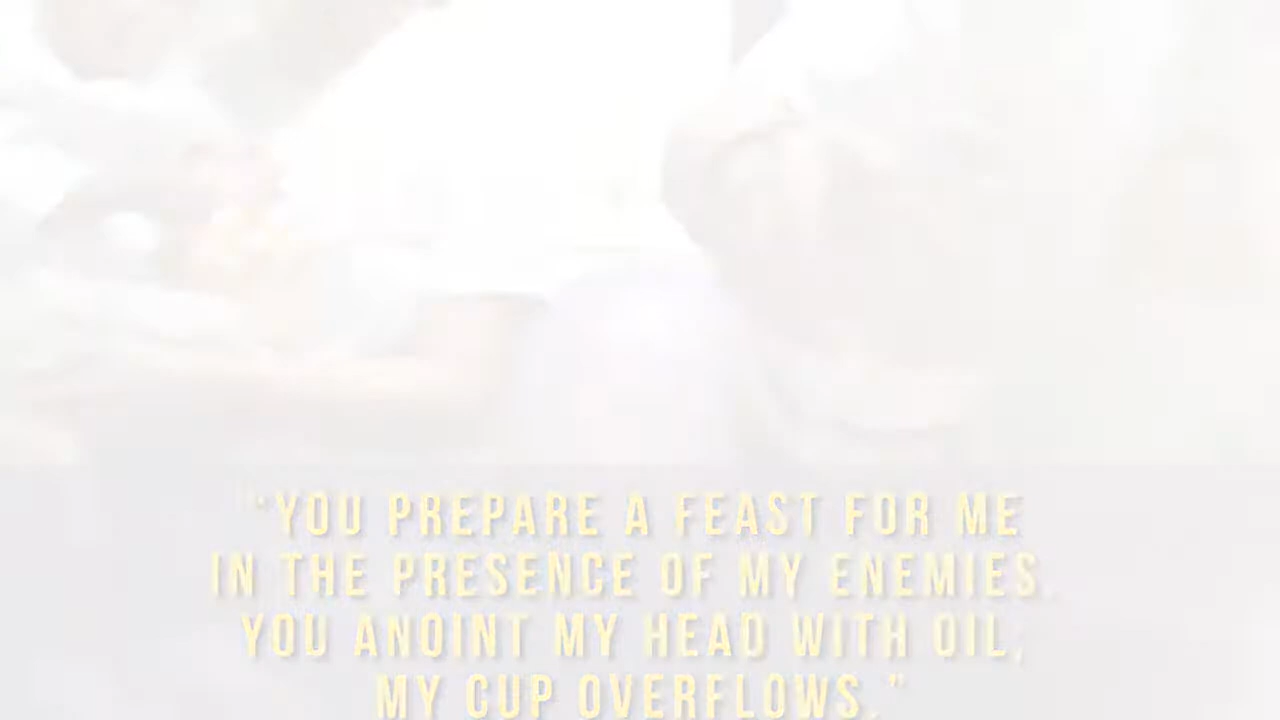 "YOU PREPARE A FEAST FOR ME
IN THE PRESENCE OF MY ENEMIES.
YOU ANOINT MY HEAD WITH OIL;
MY CUP OVERFLOWS."